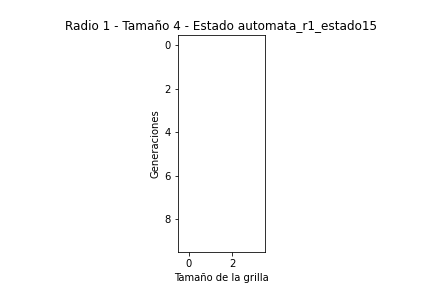 Radio 1 - Tamaño 4 - Estado automata_r1_estado15
0
2
4
6
8
Generaciones
0 2
Tamaño de la grilla